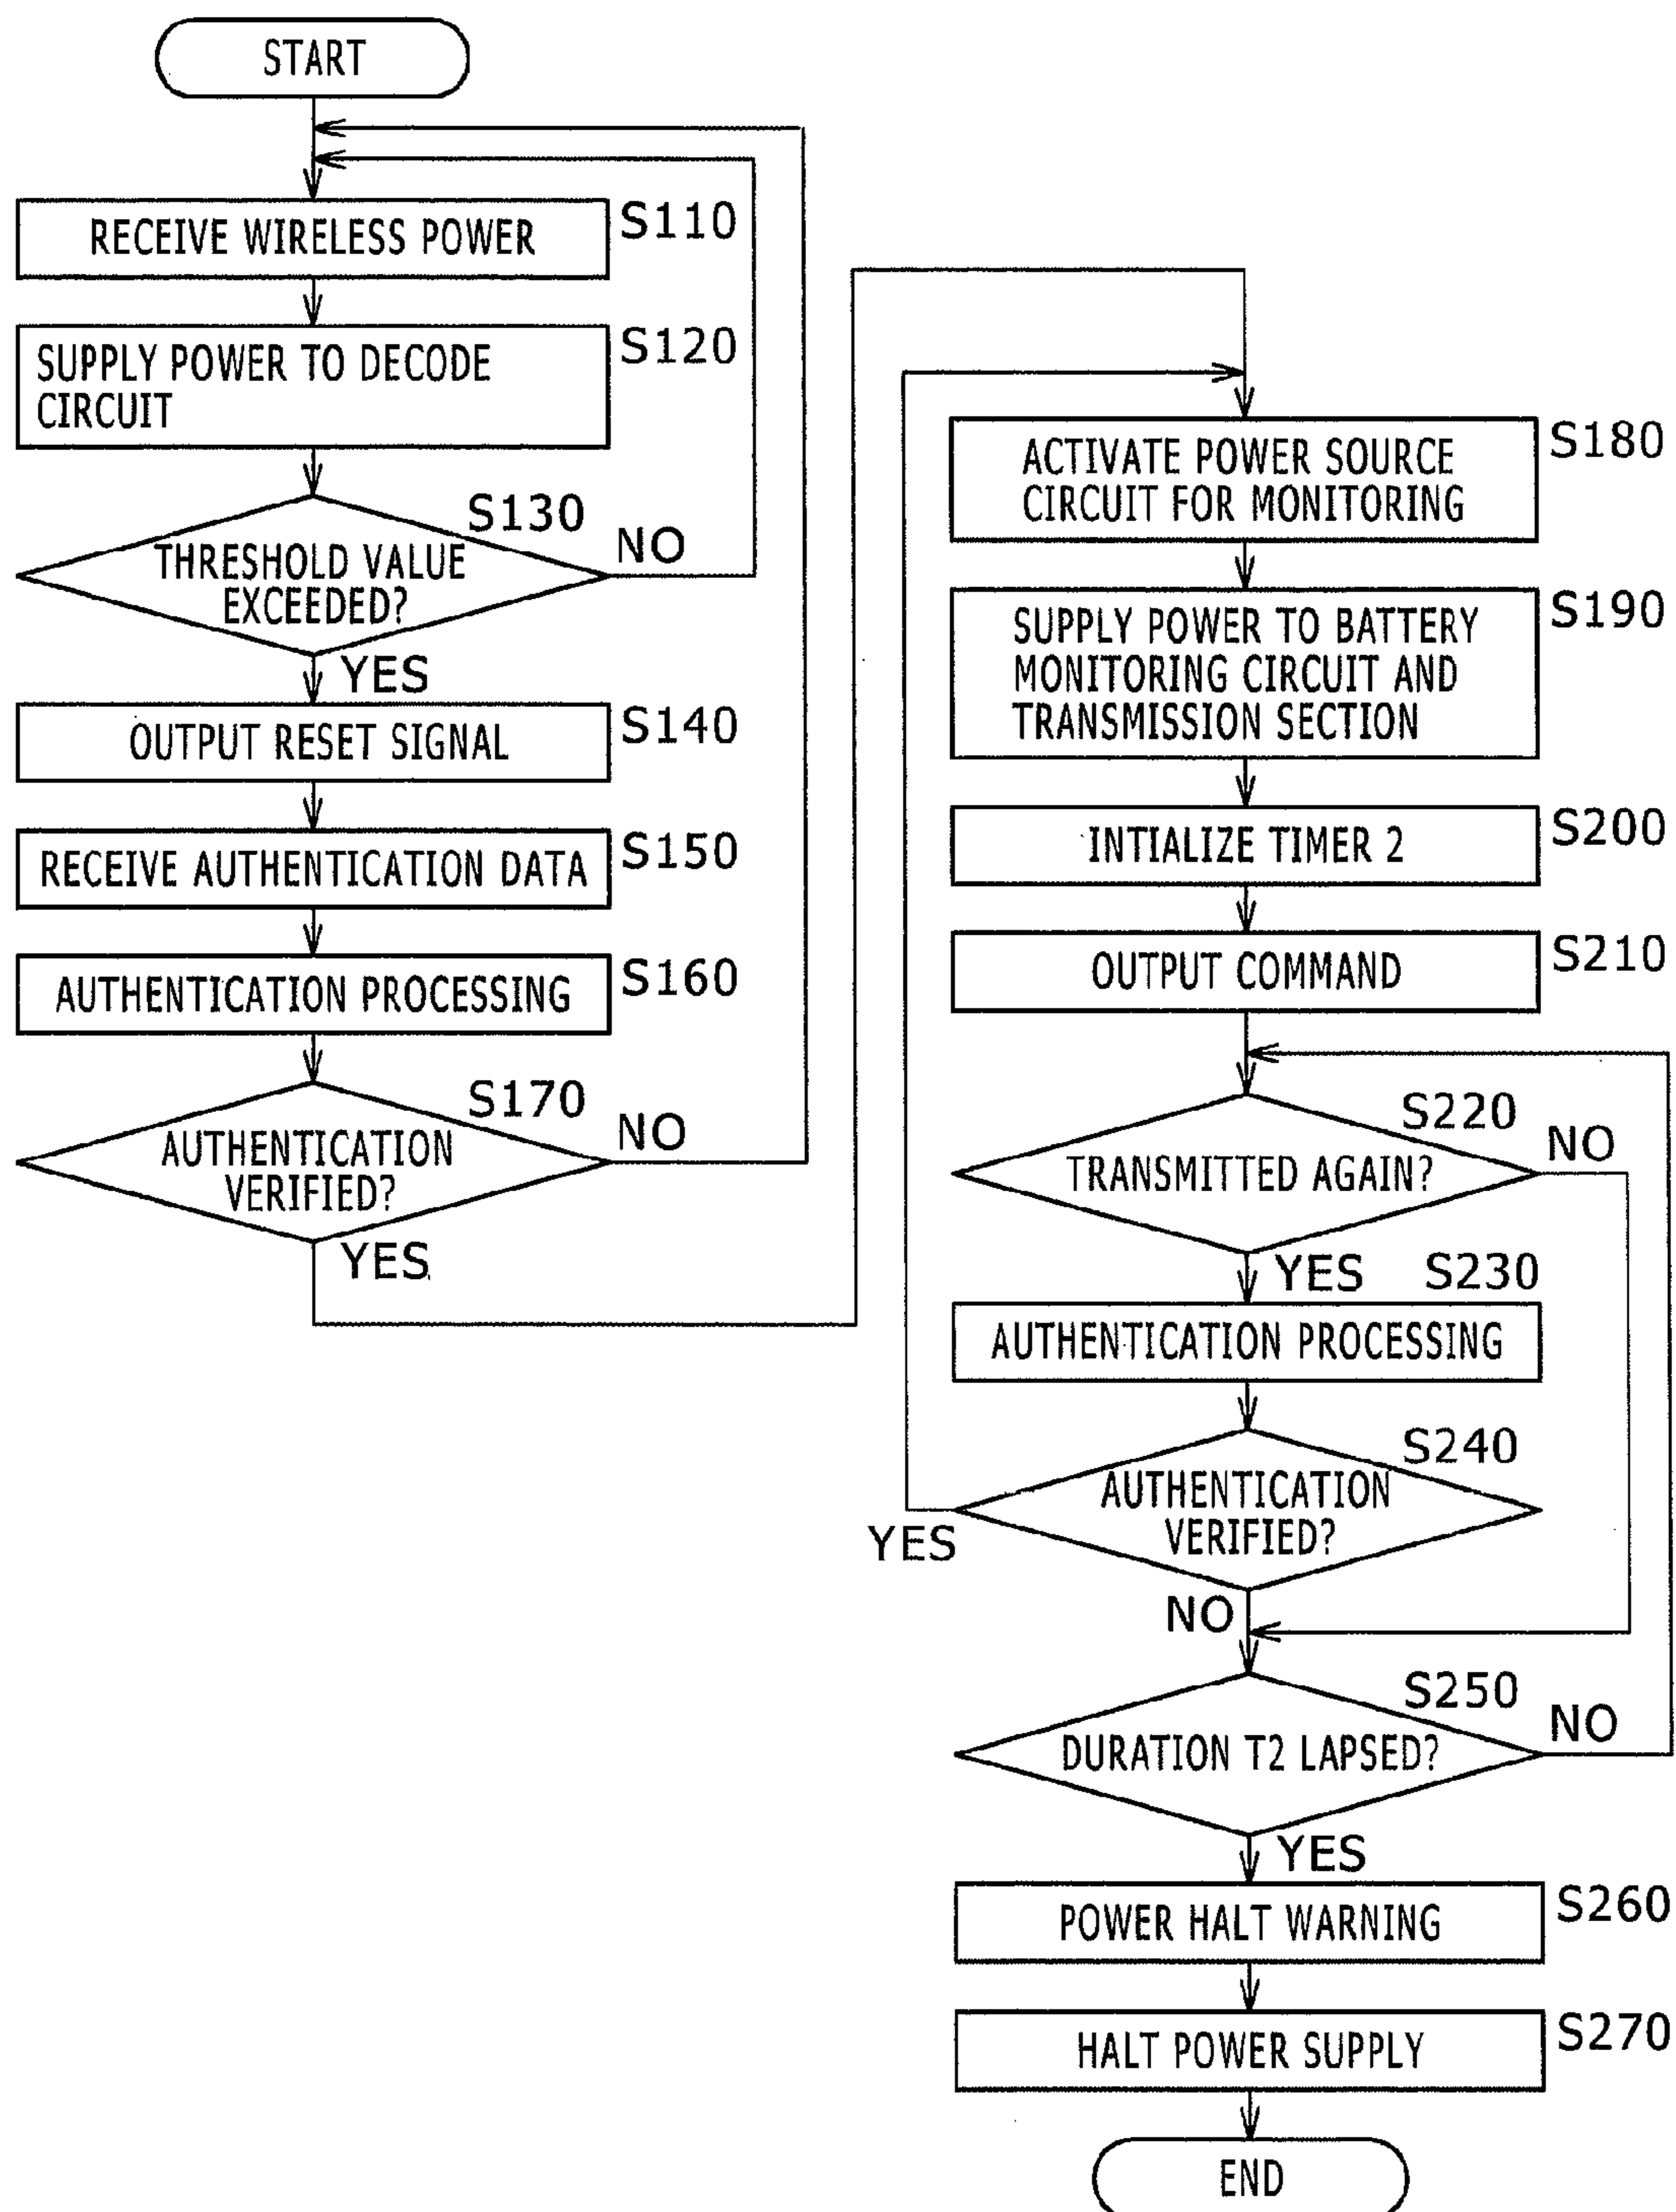 START
RECEIVE WIRELESS POWER
S110
SUPPLY POWER TO DECODE
CIRCUIT
S120
S130
THRESHOLD VALUE
EXCEEDED?
NO
YES
OUTPUT RESET SIGNAL
S140
RECEIVE AUTHENTICATION DATA
S150
AUTHENTICATION PROCESSING
S160
S170
AUTHENTICATION
VERIFIED?
NO
YES
ACTIVATE POWER SOURCE
CIRCUIT FOR MONITORING
S180
SUPPLY POWER TO BATTERY
MONITORING CIRCUIT AND
TRANSMISSION SECTION
S190
INTIALIZE TIMER 2
S200
OUTPUT COMMAND
S210
S220
TRANSMITTED AGAIN?
NO
YES
S230
AUTHENTICATION PROCESSING
S240
AUTHENTICATION
VERIFIED?
YES
NO
S250
DURATION T2 LAPSED?
NO
YES
POWER HALT WARNING
S260
HALT POWER SUPPLY
S270
END